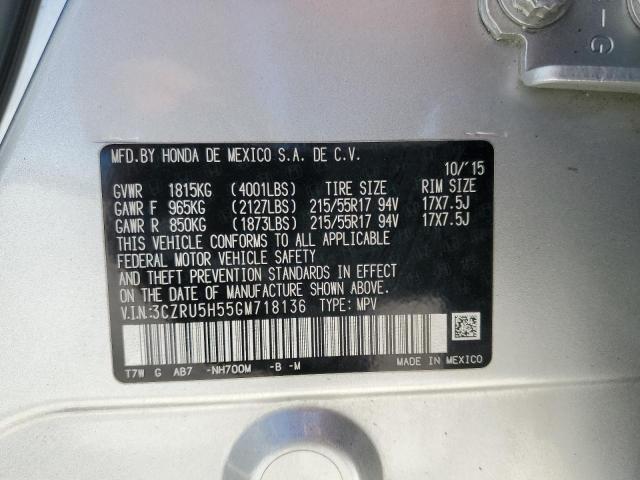 MFD.BY HONDA DE MEXICO S.A. DE C.V.
10/'15
GVWR 1815KG (4001LBS) TIRE SIZE RIM SIZE
GAWR F 965KG (2127LBS) 215/55R17 94V 17X7.5J
GAWR R 850KG (1873LBS) 215/55R17 94V 17X7.5J
THIS VEHICLE CONFORMS TO ALL APPLICABLE
FEDERAL MOTOR VEHICLE SAFETY
AND THEFT PREVENTION STANDARDS IN EFFECT
ON THE DATE OF MANUFACTURE SHOWN ABOVE.
V.I.N.:3CZRU5H55GM718136 TYPE: MPV
MADE IN MEXICO
T7W G AB7 -NH700M -B -M